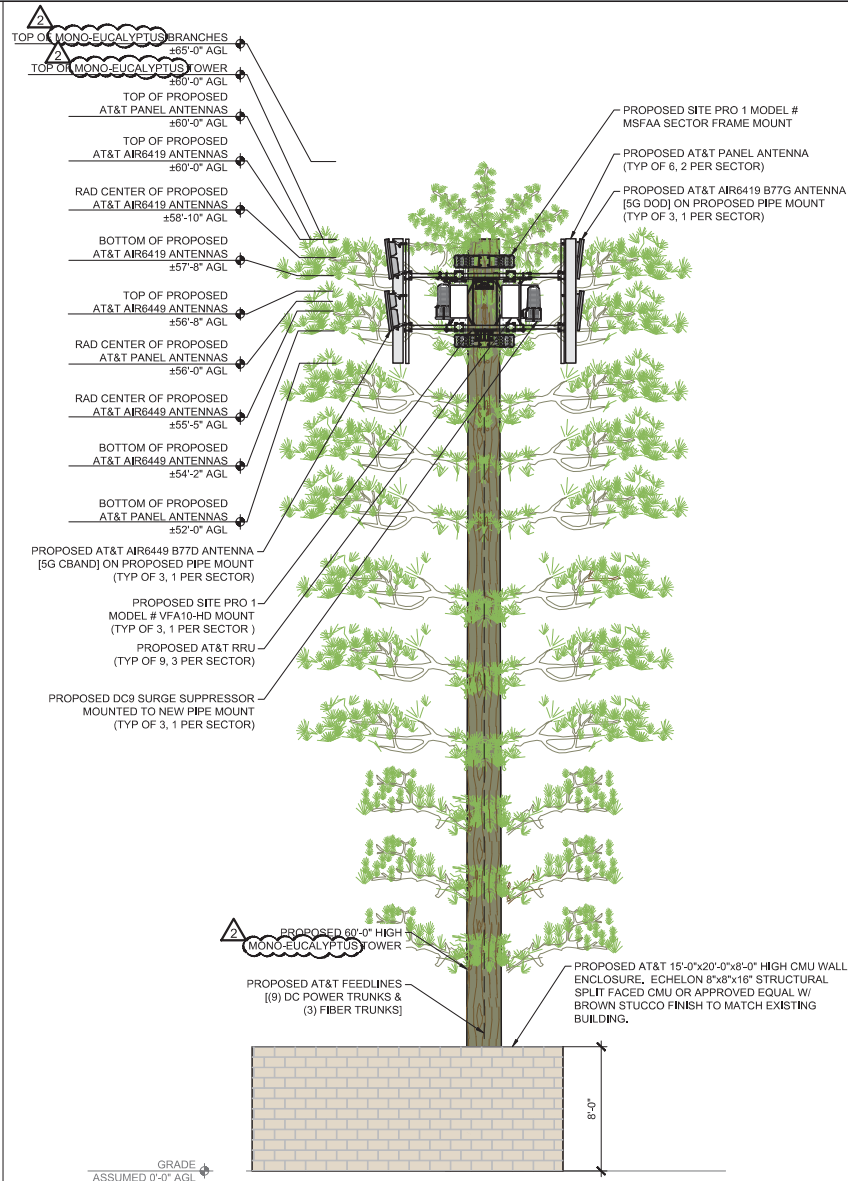 2
TOP OF MONO-EUCALYPTUS BRANCHES
±65'-0" AGL
2
TOP OF MONO-EUCALYPTUS TOWER
±60'-0" AGL
TOP OF PROPOSED
AT&T PANEL ANTENNAS
±60'-0" AGL
TOP OF PROPOSED
AT&T AIR6419 ANTENNAS
±60'-0" AGL
RAD CENTER OF PROPOSED
AT&T AIR6419 ANTENNAS
±58'-10" AGL
BOTTOM OF PROPOSED
AT&T AIR6419 ANTENNAS
±57'-8" AGL
TOP OF PROPOSED
AT&T AIR6449 ANTENNAS
±56'-8" AGL
RAD CENTER OF PROPOSED
AT&T PANEL ANTENNAS
±56'-0" AGL
RAD CENTER OF PROPOSED
AT&T AIR6449 ANTENNAS
±55'-5" AGL
BOTTOM OF PROPOSED
AT&T AIR6449 ANTENNAS
±54'-2" AGL
BOTTOM OF PROPOSED
AT&T PANEL ANTENNAS
±52'-0" AGL
PROPOSED AT&T AIR6449 B77D ANTENNA
[5G CBAND] ON PROPOSED PIPE MOUNT
(TYP OF 3, 1 PER SECTOR)
PROPOSED SITE PRO 1
MODEL # VFA10-HD MOUNT
(TYP OF 3, 1 PER SECTOR )
PROPOSED AT&T RRU
(TYP OF 9, 3 PER SECTOR)
PROPOSED DC9 SURGE SUPPRESSOR
MOUNTED TO NEW PIPE MOUNT
(TYP OF 3, 1 PER SECTOR)
PROPOSED SITE PRO 1 MODEL #
MSFAA SECTOR FRAME MOUNT
PROPOSED AT&T PANEL ANTENNA
(TYP OF 6, 2 PER SECTOR)
PROPOSED AT&T AIR6419 B77G ANTENNA
[5G DOD] ON PROPOSED PIPE MOUNT
(TYP OF 3, 1 PER SECTOR)
2
PROPOSED 60'-0" HIGH
MONO-EUCALYPTUS TOWER
PROPOSED AT&T FEEDLINES
[(9) DC POWER TRUNKS &
(3) FIBER TRUNKS]
PROPOSED AT&T 15'-0"x20'-0"x8'-0" HIGH CMU WALL
ENCLOSURE, ECHELON 8"x8"x16" STRUCTURAL
SPLIT FACED CMU OR APPROVED EQUAL W/
BROWN STUCCO FINISH TO MATCH EXISTING
BUILDING.
8'-0"
GRADE
ASSUMED 0'-0" AGL